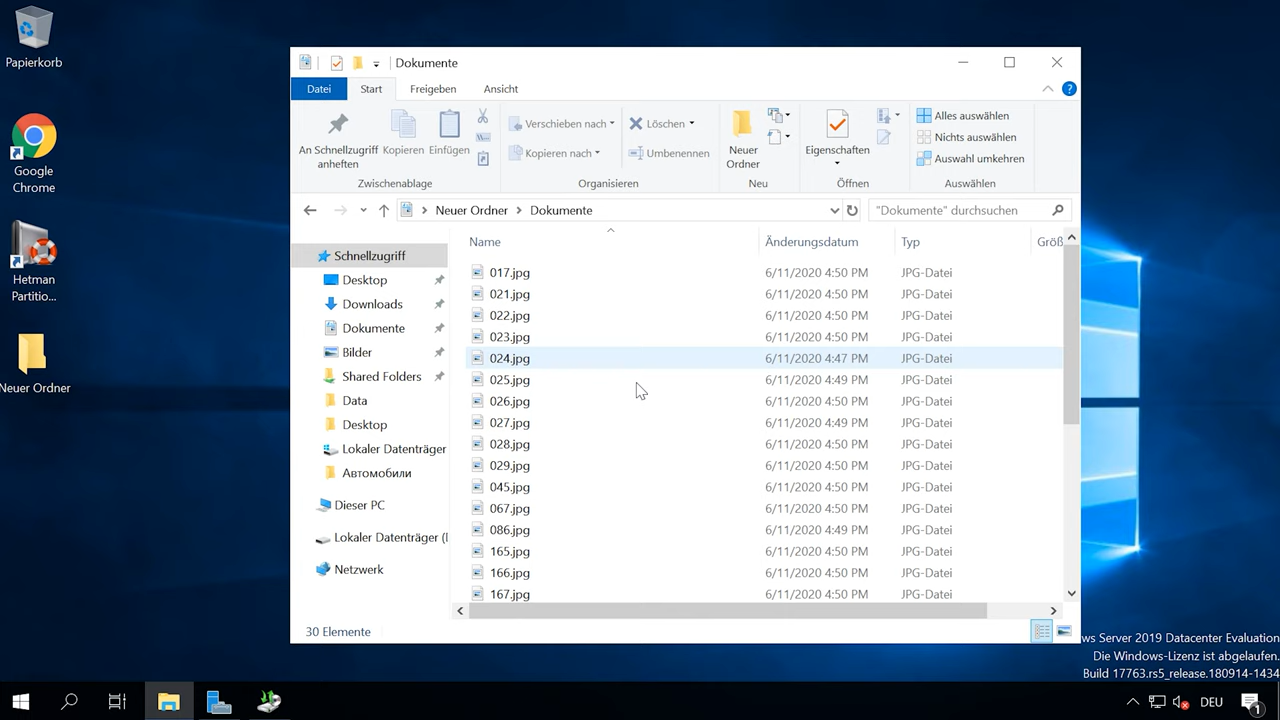 Papierkorb
Google
Chrome
Hetman
Partitio...
Neuer Ordner
Dokumente
Datei
Start
Freigeben
Ansicht
An Schnellzugriff
anheften
Kopieren
Einfügen
Zwischenablage
Verschieben nach
Kopieren nach
Löschen
Umbenennen
Organisieren
Neuer
Ordner
Neu
Eigenschaften
Öffnen
Alles auswählen
Nichts auswählen
Auswahl umkehren
Auswählen
Neuer Ordner > Dokumente
"Dokumente" durchsuchen
Schnellzugriff
Desktop
Downloads
Dokumente
Bilder
Shared Folders
Data
Desktop
Lokaler Datenträger
Автомобили
Dieser PC
Lokaler Datenträger (
Netzwerk
Name Änderungsdatum Typ Größ
017.jpg 6/11/2020 4:50 PM JPG-Datei
021.jpg 6/11/2020 4:50 PM JPG-Datei
022.jpg 6/11/2020 4:50 PM JPG-Datei
023.jpg 6/11/2020 4:50 PM JPG-Datei
024.jpg 6/11/2020 4:47 PM JPG-Datei
025.jpg 6/11/2020 4:49 PM JPG-Datei
026.jpg 6/11/2020 4:50 PM JPG-Datei
027.jpg 6/11/2020 4:49 PM JPG-Datei
028.jpg 6/11/2020 4:50 PM JPG-Datei
029.jpg 6/11/2020 4:50 PM JPG-Datei
045.jpg 6/11/2020 4:50 PM JPG-Datei
067.jpg 6/11/2020 4:50 PM JPG-Datei
086.jpg 6/11/2020 4:49 PM JPG-Datei
165.jpg 6/11/2020 4:50 PM JPG-Datei
166.jpg 6/11/2020 4:50 PM JPG-Datei
167.jpg 6/11/2020 4:50 PM JPG-Datei
30 Elemente
ws Server 2019 Datacenter Evaluation
Die Windows-Lizenz ist abgelaufen.
Build 17763.rs5_release.180914-1434
DEU
1